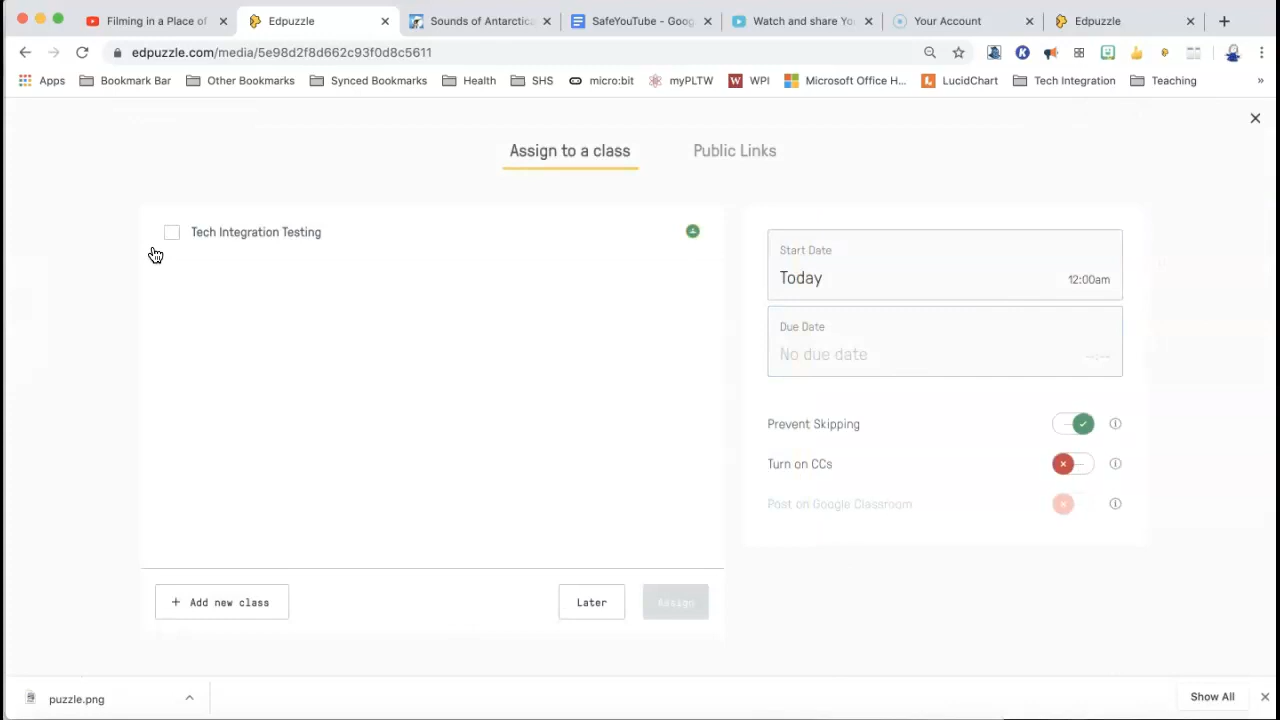 Filming in a Place of
Edpuzzle
Sounds of Antarctica
SafeYouTube - Goog
Watch and share You
Your Account
Edpuzzle
edpuzzle.com/media/5e98d2f8d662c93f0d8c5611
Apps
Bookmark Bar
Other Bookmarks
Synced Bookmarks
Health
SHS
micro:bit
myPLTW
WPI
Microsoft Office H...
LucidChart
Tech Integration
Teaching
»
Assign to a class
Public Links
Tech Integration Testing
Start Date
Today
12:00am
Due Date
No due date
--:--
Prevent Skipping
Turn on CCs
Post on Google Classroom
+ Add new class
Later
Assign
puzzle.png
Show All